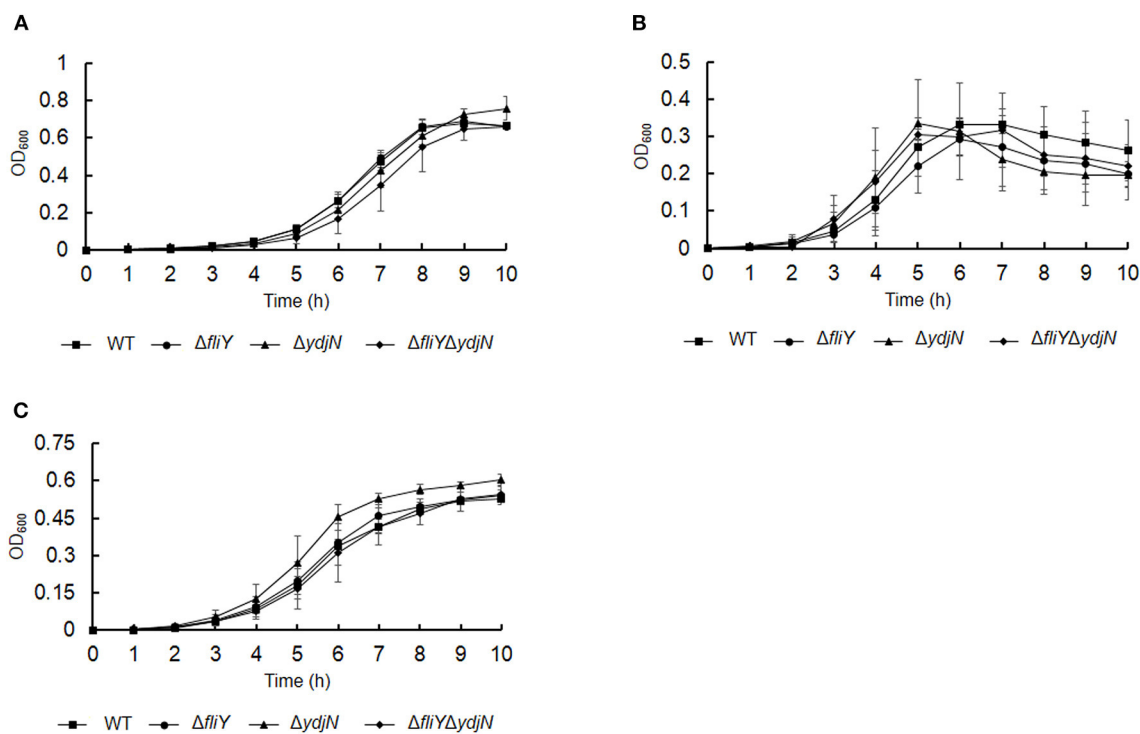 A
1
0.8
0.6
0.4
0.2
0
OD600
0 1 2 3 4 5 6 7 8 9 10
Time (h)
WT ΔfliY ΔydjN ΔfliYΔydjN
B
0.5
0.4
0.3
0.2
0.1
0
OD600
0 1 2 3 4 5 6 7 8 9 10
Time (h)
WT ΔfliY ΔydjN ΔfliYΔydjN
C
0.75
0.6
0.45
0.3
0.15
0
OD600
0 1 2 3 4 5 6 7 8 9 10
Time (h)
WT ΔfliY ΔydjN ΔfliYΔydjN